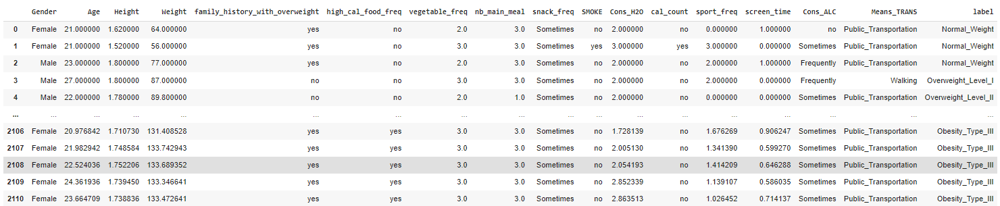 Gender Age Height Weight family_history_with_overweight high_cal_food_freq vegetable_freq nb_main_meal snack_freq SMOKE Cons_H2O cal_count sport_freq screen_time Cons_ALC Means_TRANS label
0 Female 21.000000 1.620000 64.000000 yes no 2.0 3.0 Sometimes no 2.000000 no 0.000000 1.000000 no Public_Transportation Normal_Weight
1 Female 21.000000 1.520000 56.000000 yes no 3.0 3.0 Sometimes yes 3.000000 yes 3.000000 0.000000 Sometimes Public_Transportation Normal_Weight
2 Male 23.000000 1.800000 77.000000 yes no 2.0 3.0 Sometimes no 2.000000 no 2.000000 1.000000 Frequently Public_Transportation Normal_Weight
3 Male 27.000000 1.800000 87.000000 no no 3.0 3.0 Sometimes no 2.000000 no 2.000000 0.000000 Frequently Walking Overweight_Level_I
4 Male 22.000000 1.780000 89.800000 no no 2.0 1.0 Sometimes no 2.000000 no 0.000000 0.000000 Sometimes Public_Transportation Overweight_Level_II
... ... ... ... ... ... ... ... ... ... ... ... ... ... ... ... ... ...
2106 Female 20.976842 1.710730 131.408528 yes yes 3.0 3.0 Sometimes no 1.728139 no 1.676269 0.906247 Sometimes Public_Transportation Obesity_Type_III
2107 Female 21.982942 1.748584 133.742943 yes yes 3.0 3.0 Sometimes no 2.005130 no 1.341390 0.599270 Sometimes Public_Transportation Obesity_Type_III
2108 Female 22.524036 1.752206 133.689352 yes yes 3.0 3.0 Sometimes no 2.054193 no 1.414209 0.646288 Sometimes Public_Transportation Obesity_Type_III
2109 Female 24.361936 1.739450 133.346641 yes yes 3.0 3.0 Sometimes no 2.852339 no 1.139107 0.586035 Sometimes Public_Transportation Obesity_Type_III
2110 Female 23.664709 1.738836 133.472641 yes yes 3.0 3.0 Sometimes no 2.863513 no 1.026452 0.714137 Sometimes Public_Transportation Obesity_Type_III